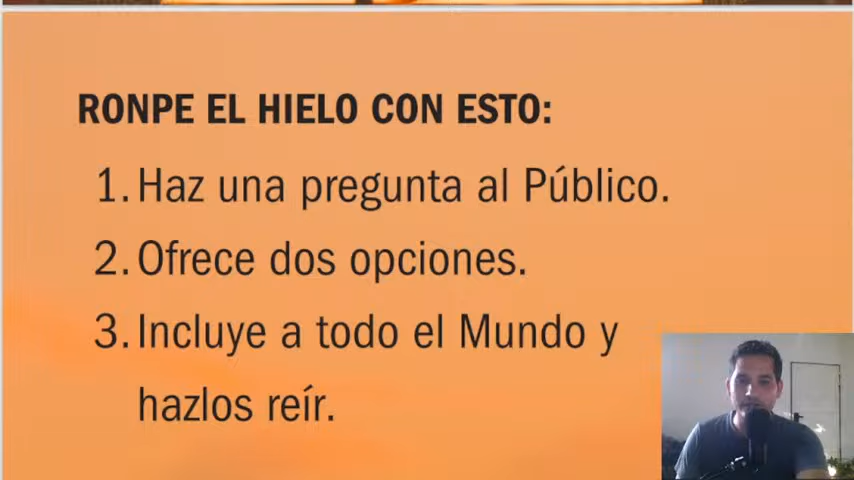 RONPE EL HIELO CON ESTO:
1. Haz una pregunta al Público.
2. Ofrece dos opciones.
3. Incluye a todo el Mundo y
hazlos reír.